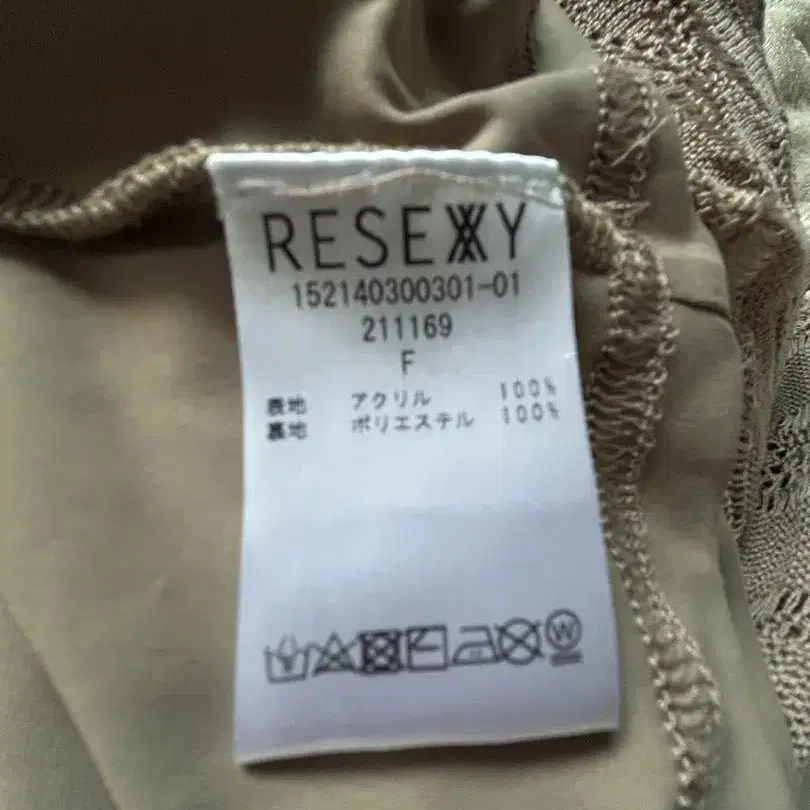 RESEXXY
152140300301-01
211169
F
表地 アクリル 100%
裏地 ポリエステル 100%
W